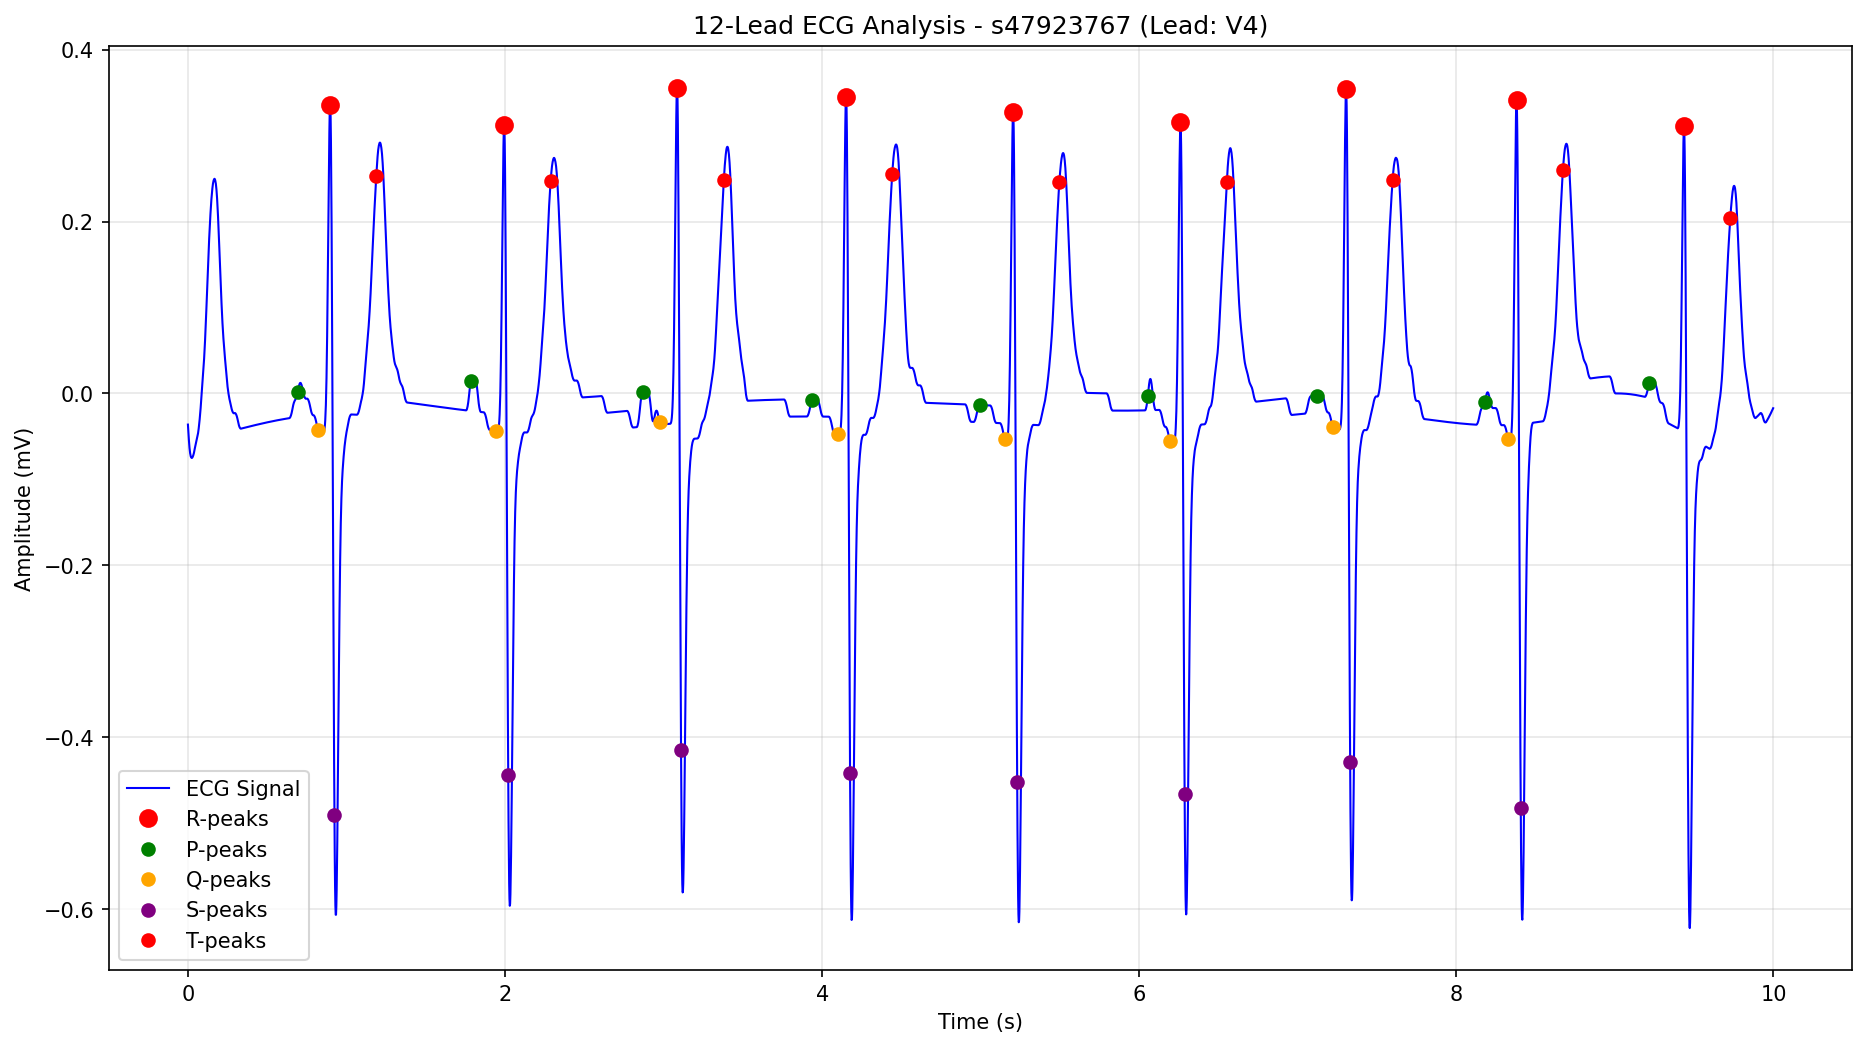 12-Lead ECG Analysis - s47923767 (Lead: V4)
Amplitude (mV)
0.4
0.2
0.0
−0.2
−0.4
−0.6
ECG Signal
R-peaks
P-peaks
Q-peaks
S-peaks
T-peaks
0 2 4 6 8 10
Time (s)